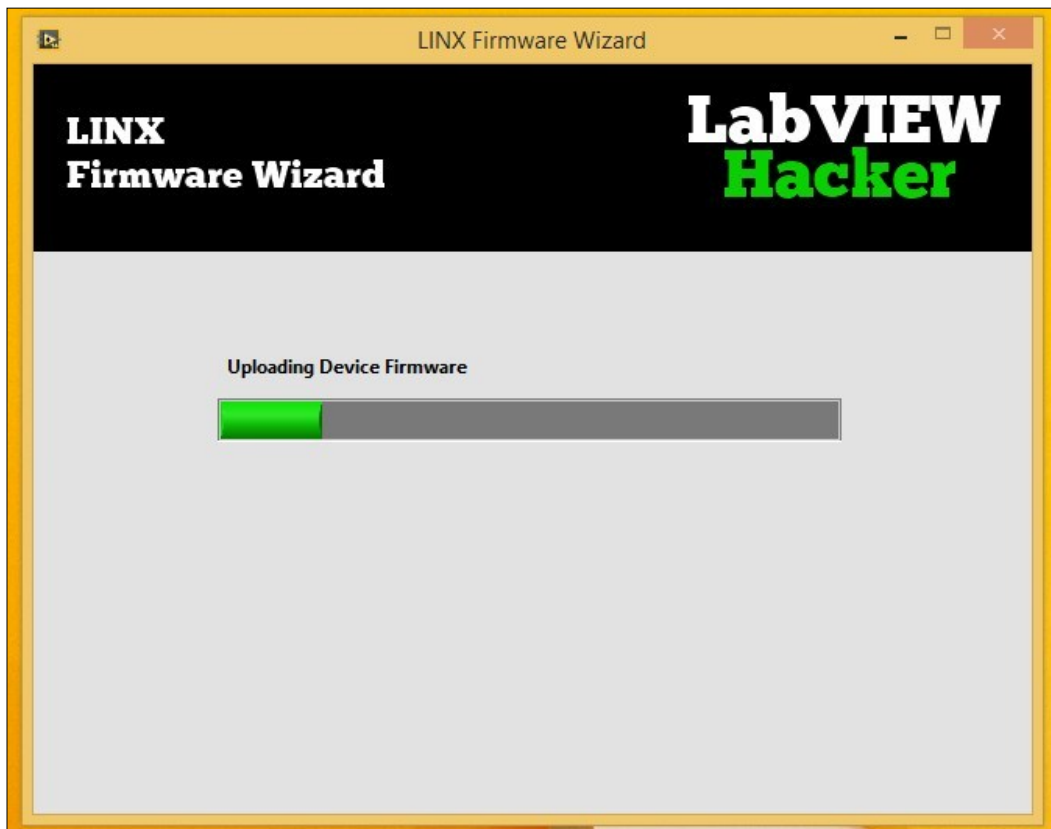 LINX Firmware Wizard
LINX
Firmware Wizard
LabVIEW
Hacker
Uploading Device Firmware